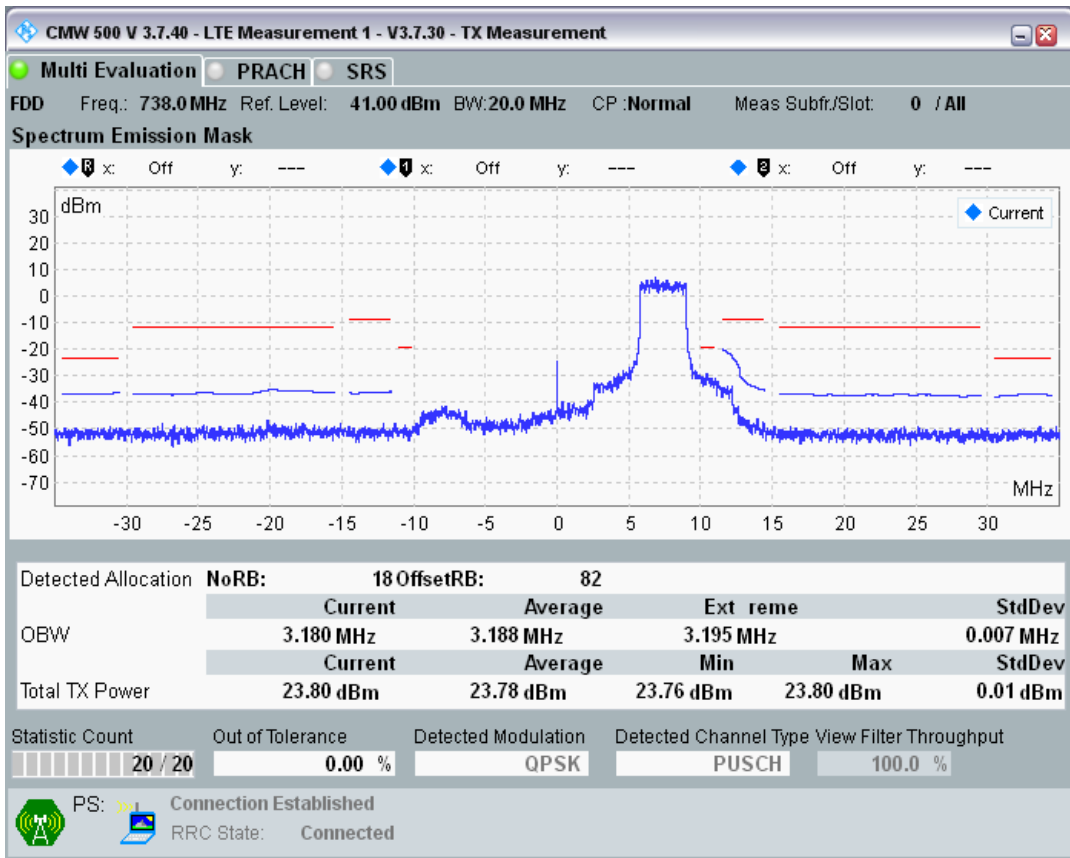 CMW 500 V 3.7.40 - LTE Measurement 1 - V3.7.30 - TX Measurement
Multi Evaluation PRACH SRS
FDD Freq.: 738.0 MHz Ref. Level: 41.00 dBm BW:20.0 MHz CP :Normal Meas Subfr./Slot: 0 / All
Spectrum Emission Mask
R x: Off y: --- 1 x: Off y: --- 2 x: Off y: ---
dBm
Current
30
20
10
0
-10
-20
-30
-40
-50
-60
-70
MHz
-30 -25 -20 -15 -10 -5 0 5 10 15 20 25 30
Detected Allocation NoRB: 18 OffsetRB: 82
Current Average Ext reme StdDev
OBW 3.180 MHz 3.188 MHz 3.195 MHz 0.007 MHz
Current Average Min Max StdDev
Total TX Power 23.80 dBm 23.78 dBm 23.76 dBm 23.80 dBm 0.01 dBm
Statistic Count Out of Tolerance Detected Modulation Detected Channel Type View Filter Throughput
20 / 20 0.00 % QPSK PUSCH 100.0 %
PS: Connection Established
RRC State: Connected